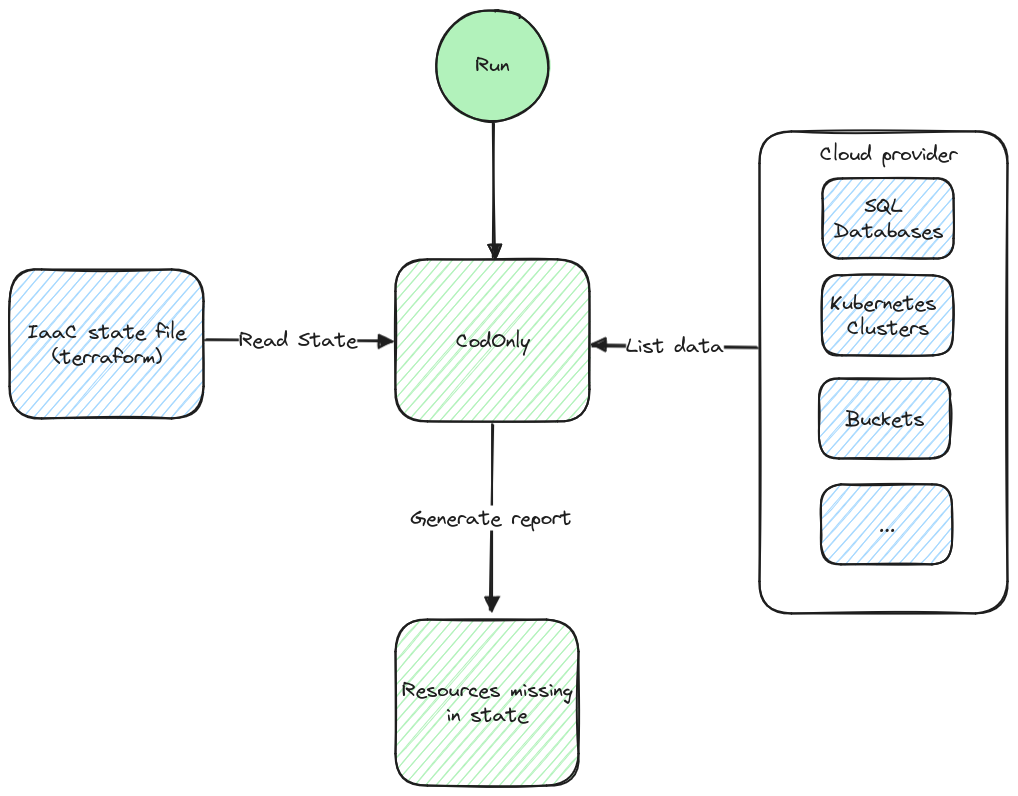 Run
Cloud provider
SQL
Databases
Kubernetes
Clusters
Buckets
...
IaaC state file
(terraform)
Read State
CodOnly
List data
Generate report
Resources missing
in state